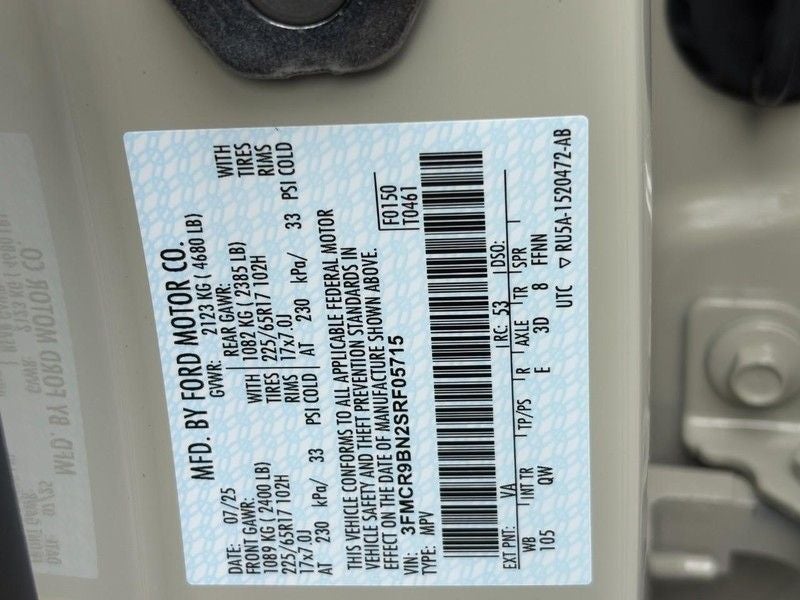 MFD. BY FORD MOTOR CO.
DATE: 07/25 GVWR: 2123 KG ( 4680 LB)
FRONT GAWR: REAR GAWR:
1089 KG ( 2400 LB) WITH 1082 KG ( 2385 LB) WITH
225/65R17 102H TIRES 225/65R17 102H TIRES
17x7.0J RIMS 17x7.0J RIMS
AT 230 kPa/ 33 PSI COLD AT 230 kPa/ 33 PSI COLD
THIS VEHICLE CONFORMS TO ALL APPLICABLE FEDERAL MOTOR
VEHICLE SAFETY AND THEFT PREVENTION STANDARDS IN
EFFECT ON THE DATE OF MANUFACTURE SHOWN ABOVE.
VIN: 3FMCR9BN2SRF05715 F0150
TYPE: MPV T0461
EXT PNT: VA RC: 53 DSO:
WB INT TR TP/PS R AXLE TR SPR
105 QW E 3D 8 FFNN
UTC ▽ RU5A-1520472-AB